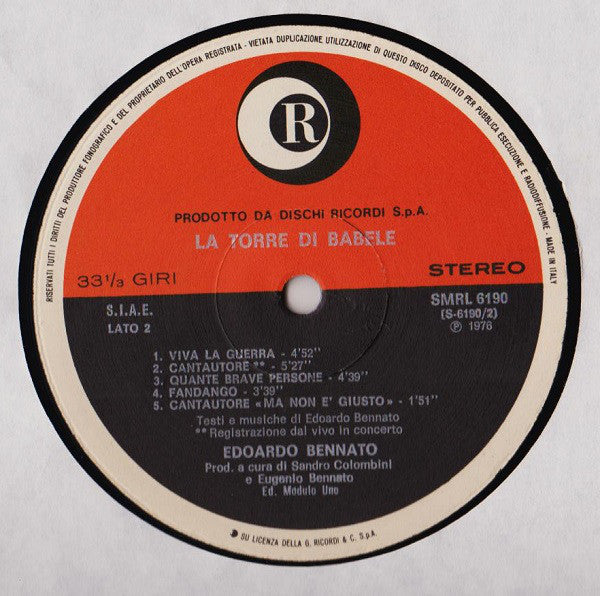 RISERVATI TUTTI I DIRITTI DEL PRODUTTORE FONOGRAFICO E DEL PROPRIETARIO DELL'OPERA REGISTRATA - VIETATA DUPLICAZIONE UTILIZZAZIONE DI QUESTO DISCO DEPOSITATO PER PUBBLICA ESECUZIONE E RADIODIFFUSIONE - MADE IN ITALY
R
PRODOTTO DA DISCHI RICORDI S.p.A.
LA TORRE DI BABELE
33 1/3 GIRI
STEREO
S.I.A.E.
LATO 2
SMRL 6190
(S-6190/2)
℗ 1976
1. VIVA LA GUERRA - 4'52"
2. CANTAUTORE ** - 5'27"
3. QUANTE BRAVE PERSONE - 4'39"
4. FANDANGO - 3'39"
5. CANTAUTORE «MA NON E' GIUSTO» - 1'51"
Testi e musiche di Edoardo Bennato
** Registrazione dal vivo in concerto
EDOARDO BENNATO
Prod. a cura di Sandro Colombini
e Eugenio Bennato
Ed. Modulo Uno
SU LICENZA DELLA G. RICORDI & C. S.p.A.